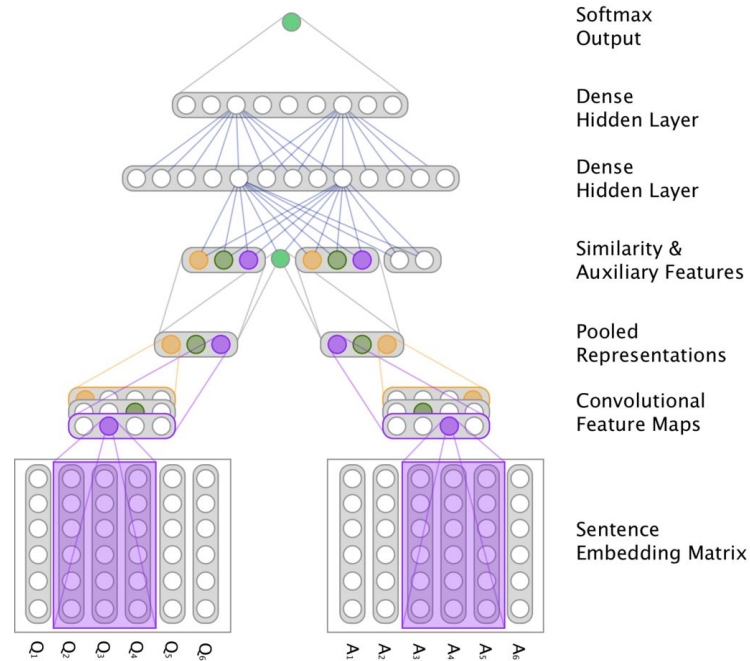 Softmax
Output
Dense
Hidden Layer
Dense
Hidden Layer
Similarity &
Auxiliary Features
Pooled
Representations
Convolutional
Feature Maps
Sentence
Embedding Matrix
Q₁ Q₂ Q₃ Q₄ Q₅ Q₆ A₁ A₂ A₃ A₄ A₅ A₆